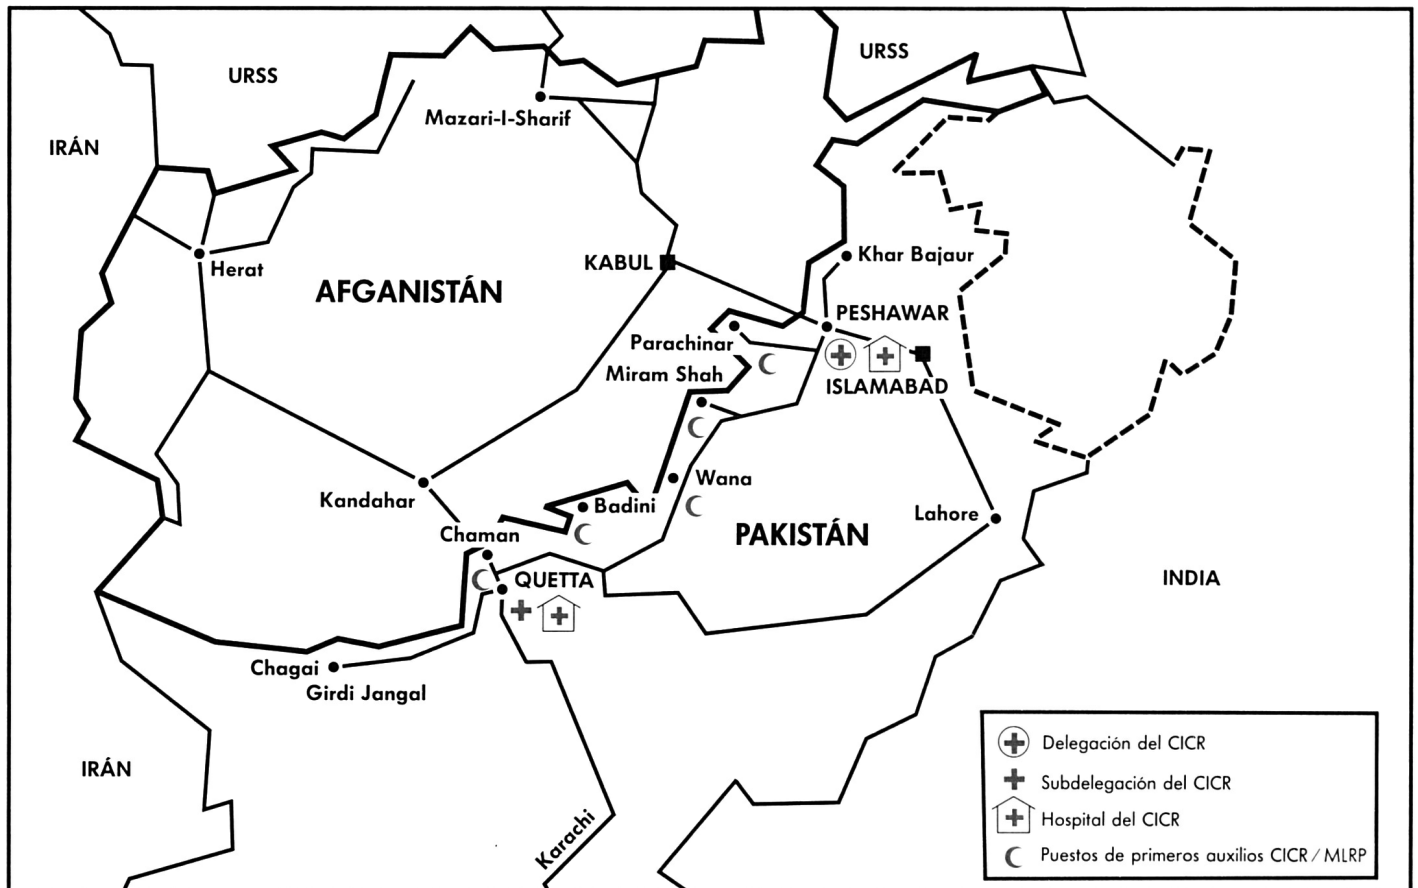 URSS
URSS
IRÁN
Mazari-I-Sharif
Herat
KABUL
Khar Bajaur
AFGANISTÁN
PESHAWAR
Parachinar
Miram Shah
ISLAMABAD
Kandahar
Wana
Badini
Chaman
PAKISTÁN
Lahore
QUETTA
INDIA
Chagai
Girdi Jangal
IRÁN
Karachi
Delegación del CICR
Subdelegación del CICR
Hospital del CICR
Puestos de primeros auxilios CICR / MLRP